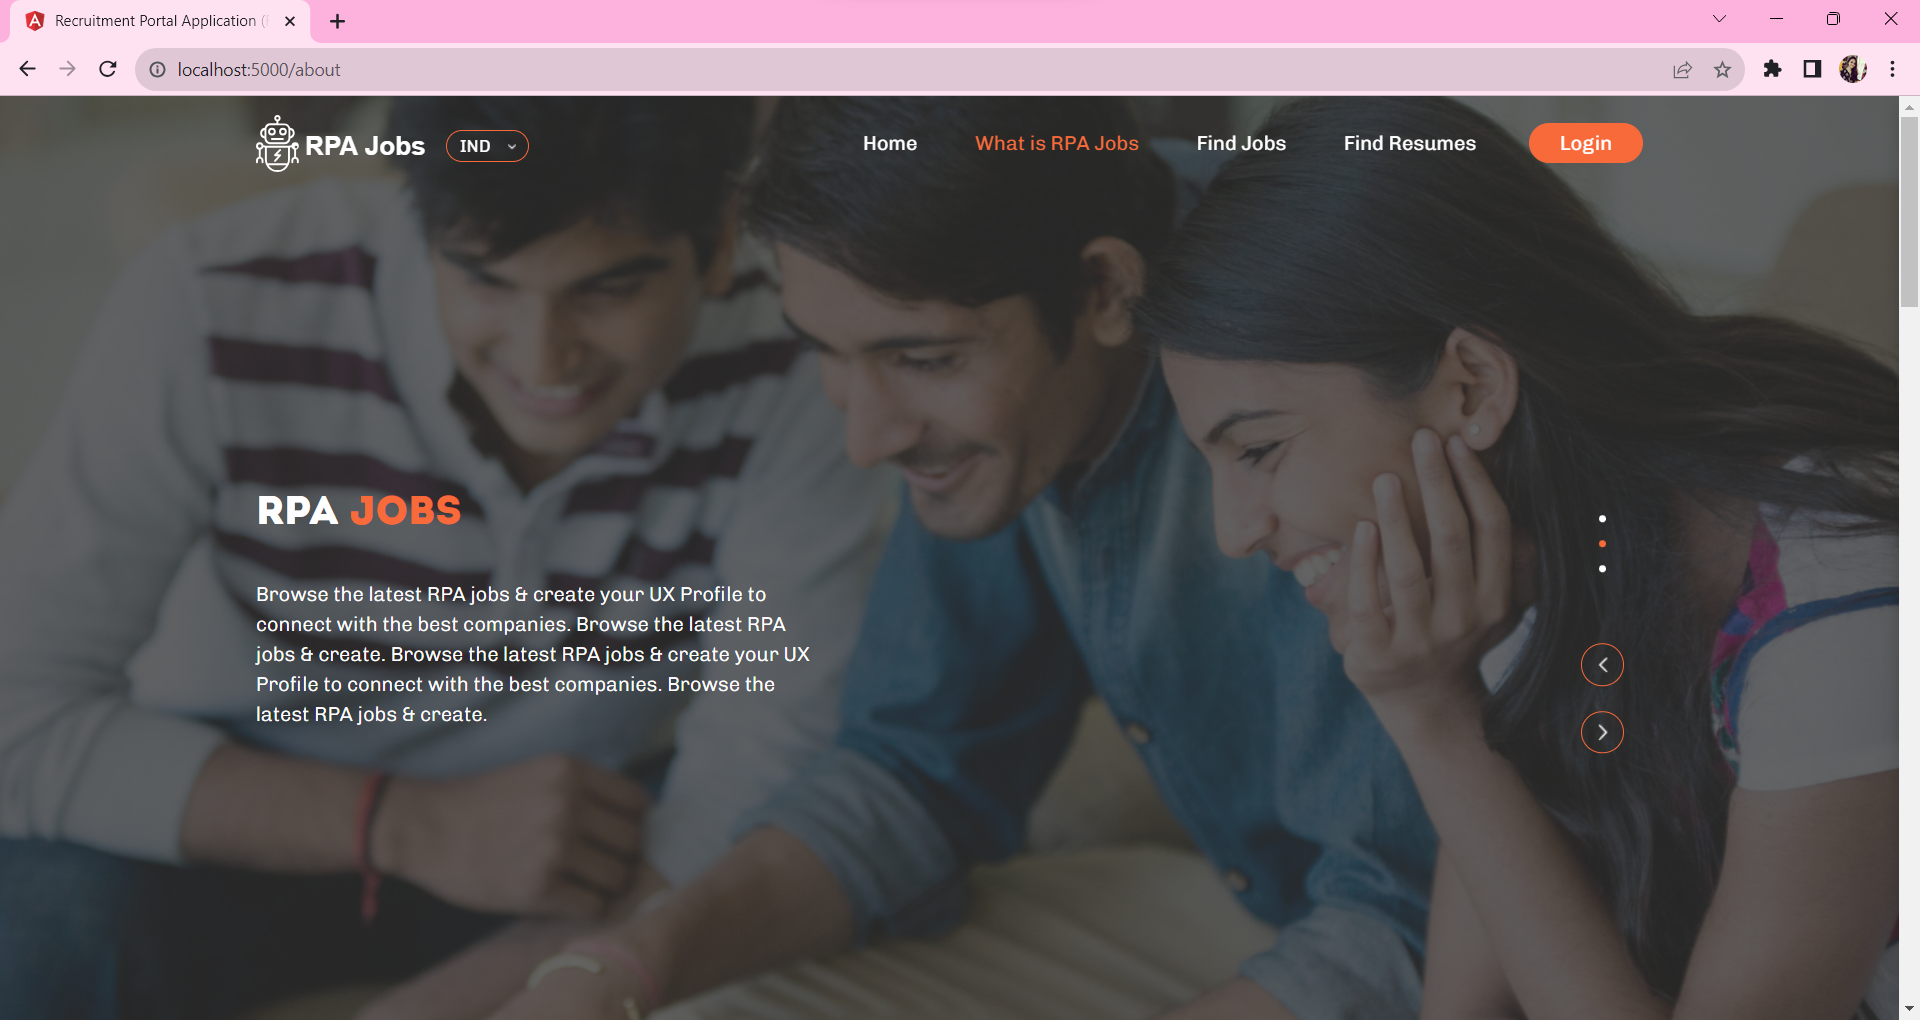 Recruitment Portal Application (
localhost:5000/about
RPA Jobs
IND
Home
What is RPA Jobs
Find Jobs
Find Resumes
Login
RPA JOBS
Browse the latest RPA jobs & create your UX Profile to
connect with the best companies. Browse the latest RPA
jobs & create. Browse the latest RPA jobs & create your UX
Profile to connect with the best companies. Browse the
latest RPA jobs & create.